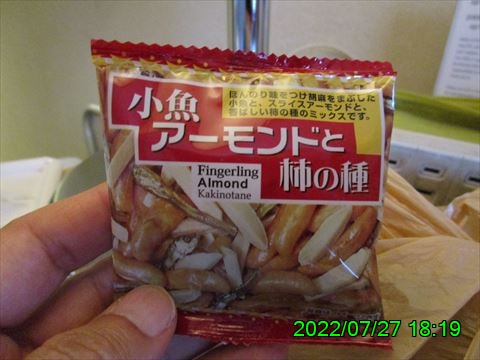 ほんのり味をつけ胡麻をまぶした
小魚と、スライスアーモンドと、
香ばしい柿の種のミックスです。
小魚
アーモンドと
柿の種
Fingerling
Almond
Kakinotane
2022/07/27 18:19